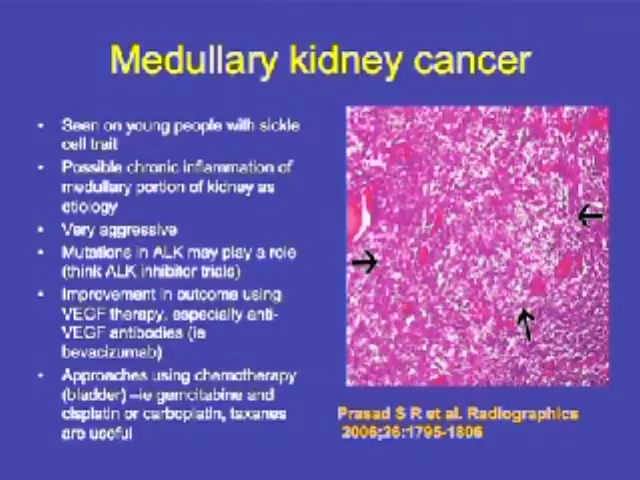 Medullary kidney cancer
• Seen on young people with sickle
cell trait
• Possible chronic inflammation of
medullary portion of kidney as
etiology
• Very aggressive
• Mutations in ALK may play a role
(think ALK inhibitor trials)
• Improvement in outcome using
VEGF therapy, especially anti-
VEGF antibodies (ie
bevacizumab)
• Approaches using chemotherapy
(bladder) –ie gemcitabine and
cisplatin or carboplatin, taxanes
are useful
Prasad S R et al. Radiographics
2006;26:1795-1806